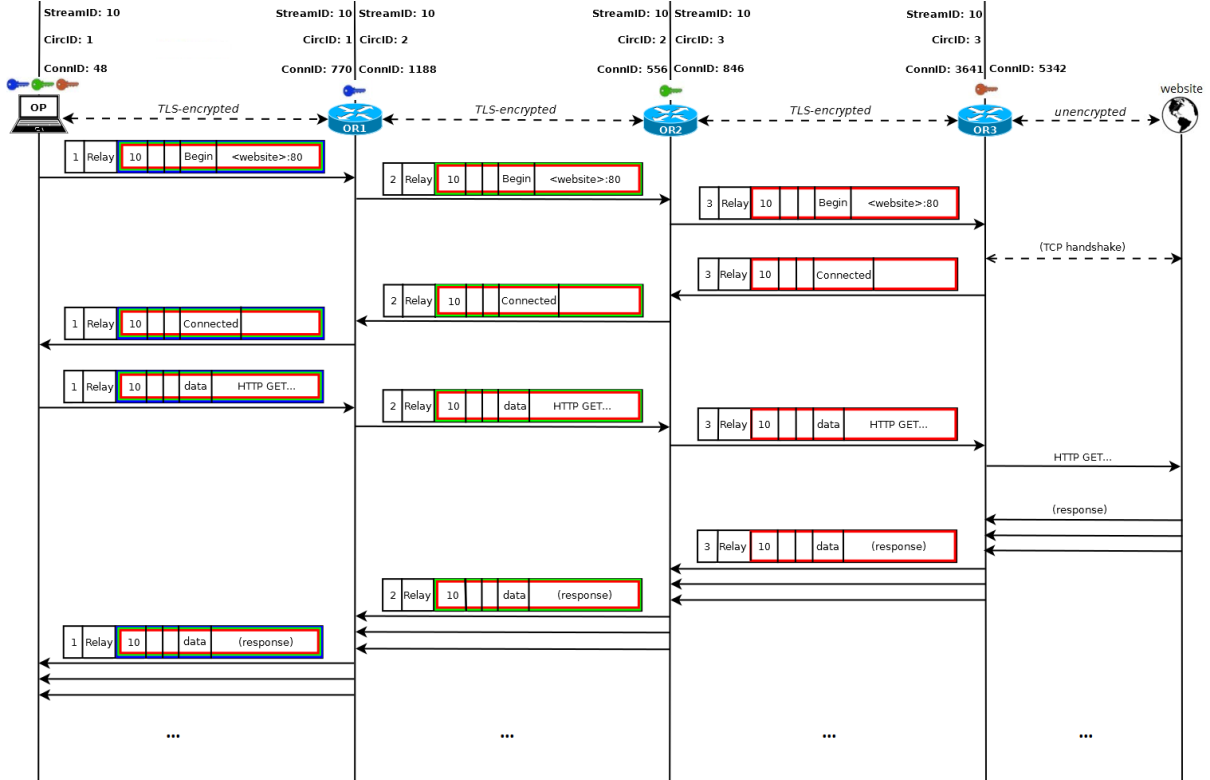 StreamID: 10 StreamID: 10 StreamID: 10 StreamID: 10 StreamID: 10 StreamID: 10
CircID: 1 CircID: 1 CircID: 2 CircID: 2 CircID: 3 CircID: 3
ConnID: 48 ConnID: 770 ConnID: 1188 ConnID: 556 ConnID: 846 ConnID: 3641 ConnID: 5342
website
OP TLS-encrypted TLS-encrypted TLS-encrypted unencrypted
OR1 OR2 OR3
1 Relay 10 Begin <website>:80
2 Relay 10 Begin <website>:80
3 Relay 10 Begin <website>:80
(TCP handshake)
3 Relay 10 Connected
2 Relay 10 Connected
1 Relay 10 Connected
1 Relay 10 data HTTP GET...
2 Relay 10 data HTTP GET...
3 Relay 10 data HTTP GET...
HTTP GET...
(response)
3 Relay 10 data (response)
2 Relay 10 data (response)
1 Relay 10 data (response)
... ... ... ...